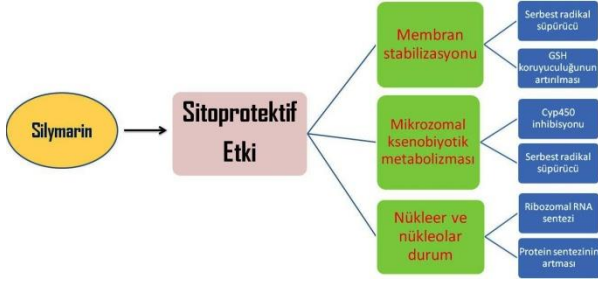 Silymarin
Sitoprotektif
Etki
Membran
stabilizasyonu
Serbest radikal
süpürücü
GSH
koruyuculuğunun
artırılması
Mikrozomal
ksenobiyotik
metabolizması
Cyp450
inhibisyonu
Serbest radikal
süpürücü
Nükleer ve
nükleolar
durum
Ribozomal RNA
sentezi
Protein sentezinin
artması